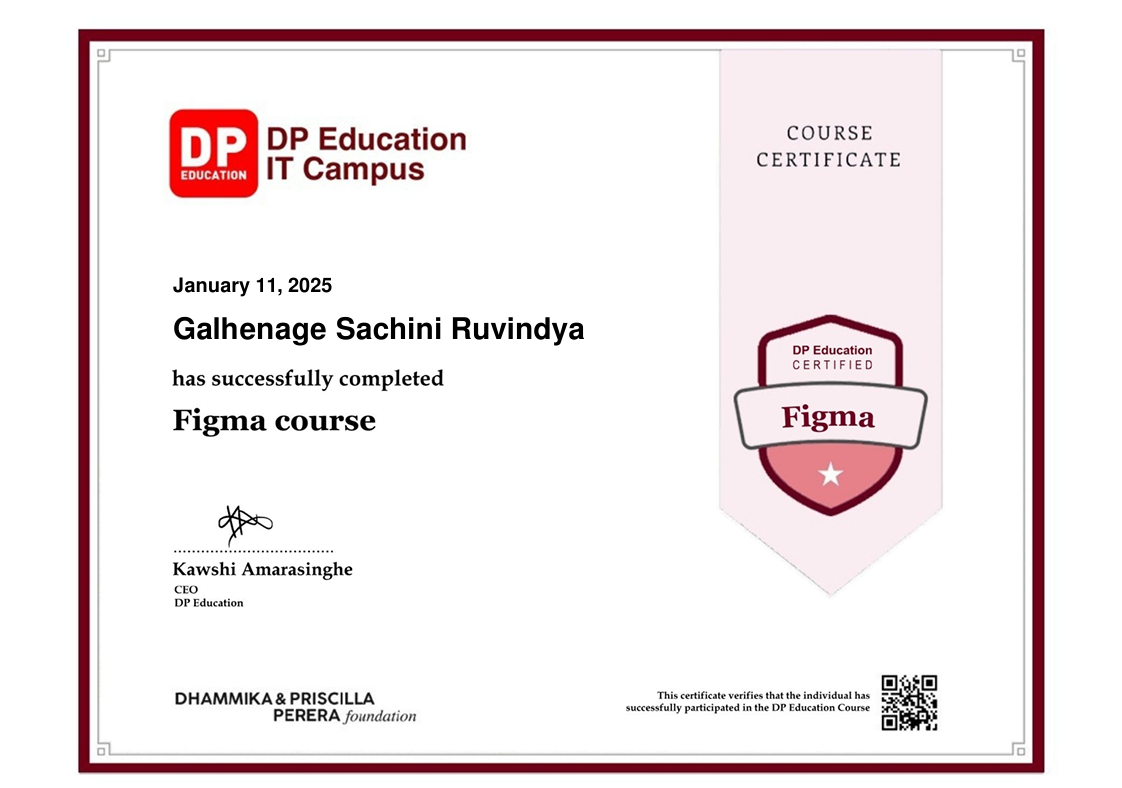 DP
EDUCATION
DP Education
IT Campus
COURSE
CERTIFICATE
January 11, 2025
Galhenage Sachini Ruvindya
has successfully completed
Figma course
DP Education
CERTIFIED
Figma
Kawshi Amarasinghe
CEO
DP Education
DHAMMIKA & PRISCILLA
PERERA foundation
This certificate verifies that the individual has
successfully participated in the DP Education Course